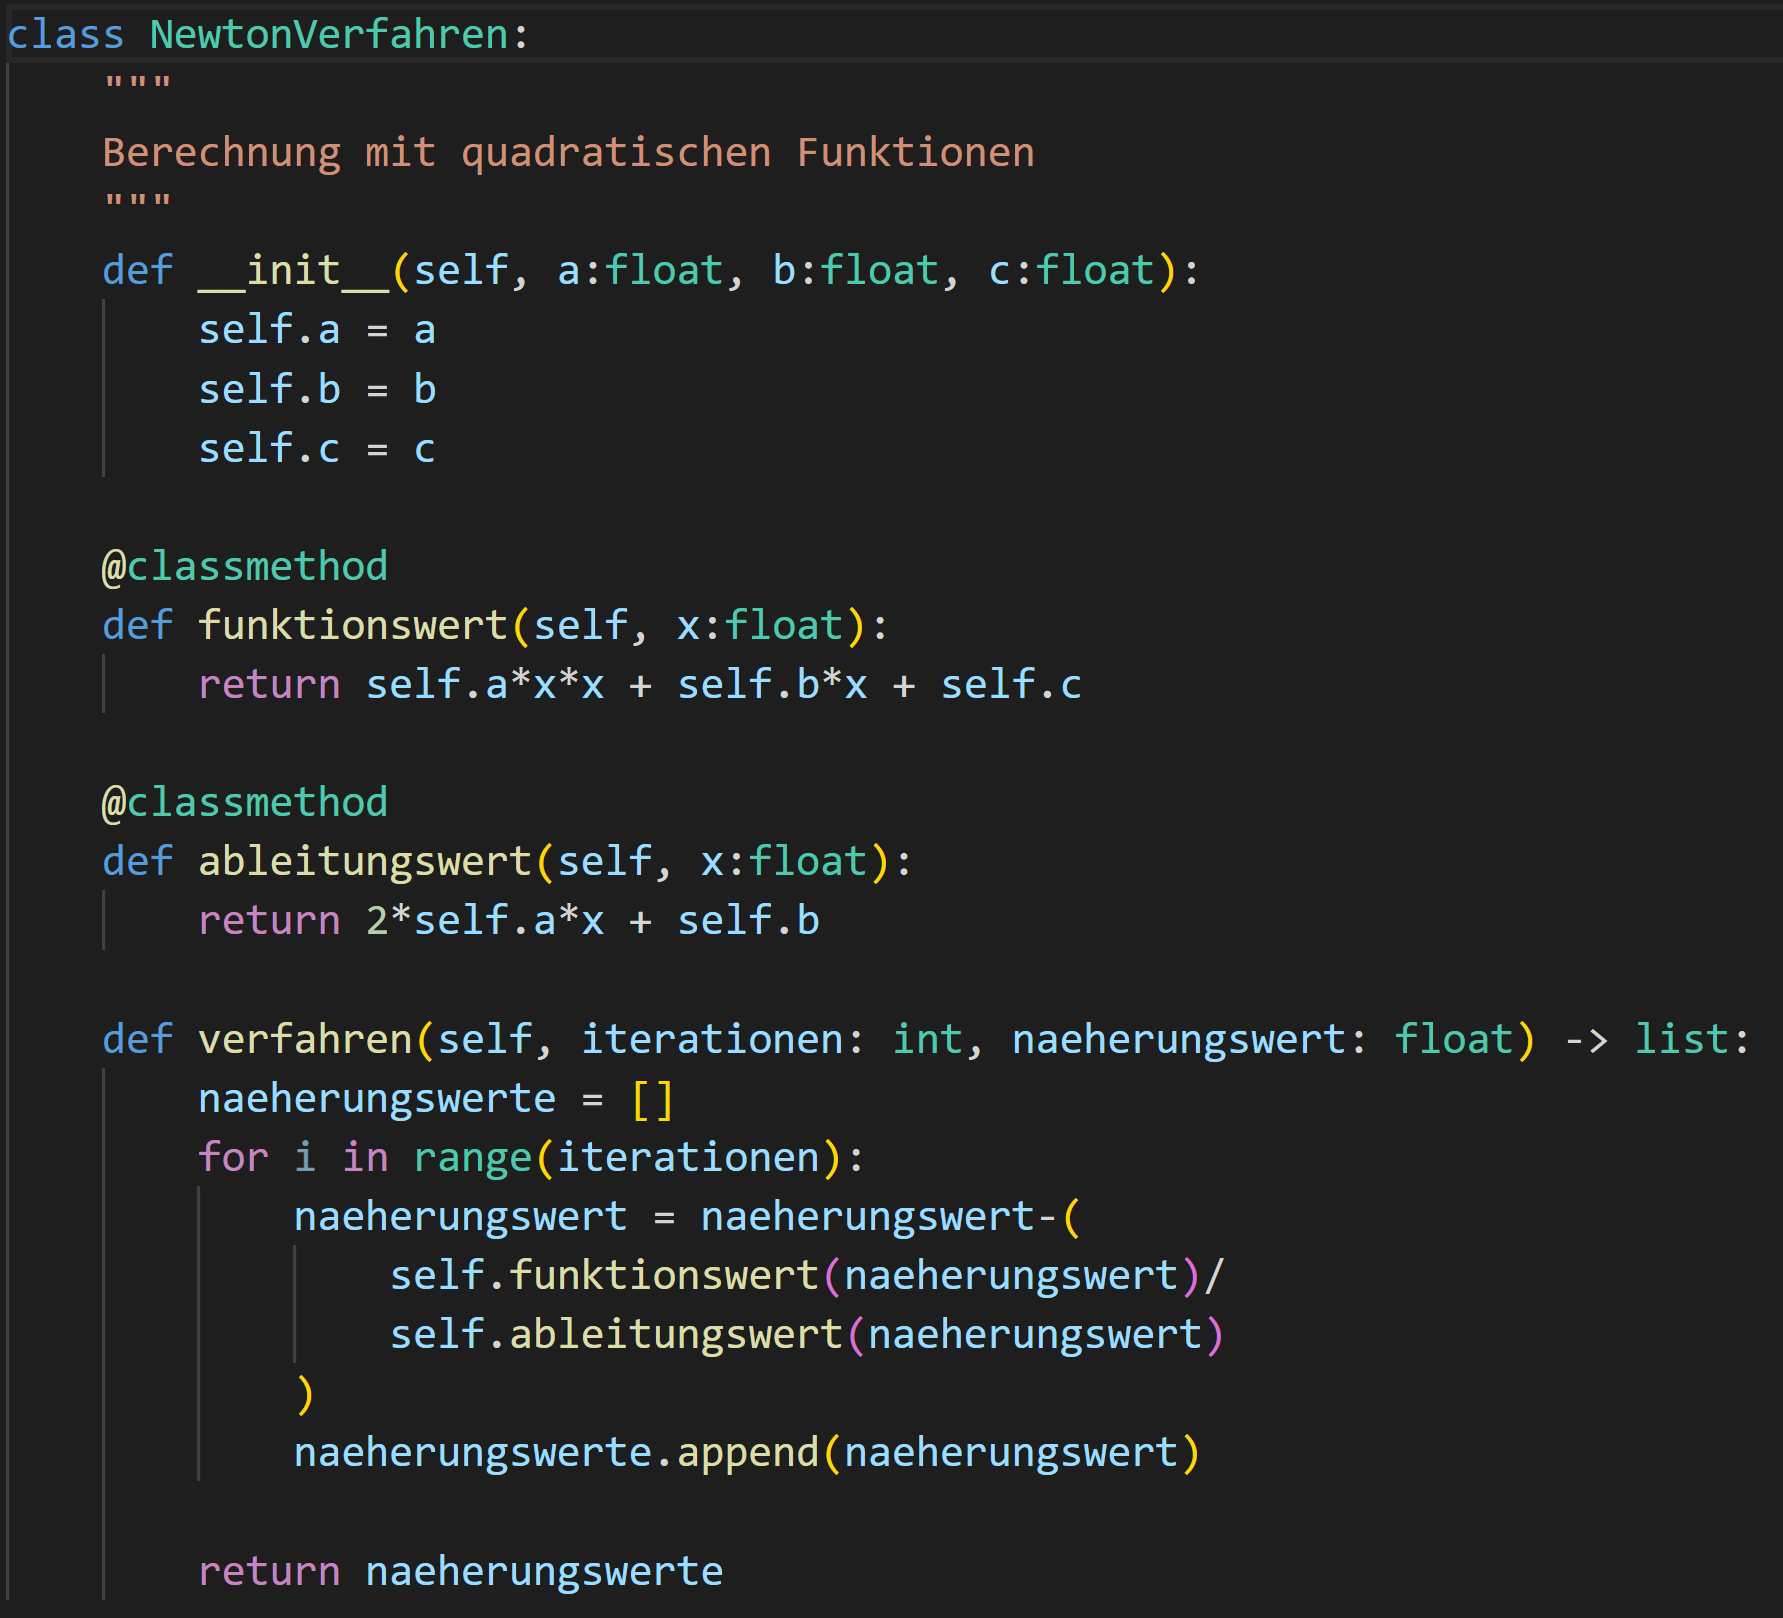 class NewtonVerfahren:
    """
    Berechnung mit quadratischen Funktionen
    """
    def __init__(self, a:float, b:float, c:float):
        self.a = a
        self.b = b
        self.c = c

    @classmethod
    def funktionswert(self, x:float):
        return self.a*x*x + self.b*x + self.c

    @classmethod
    def ableitungswert(self, x:float):
        return 2*self.a*x + self.b

    def verfahren(self, iterationen: int, naeherungswert: float) -> list:
        naeherungswerte = []
        for i in range(iterationen):
            naeherungswert = naeherungswert-(
                self.funktionswert(naeherungswert)/
                self.ableitungswert(naeherungswert)
            )
            naeherungswerte.append(naeherungswert)

        return naeherungswerte